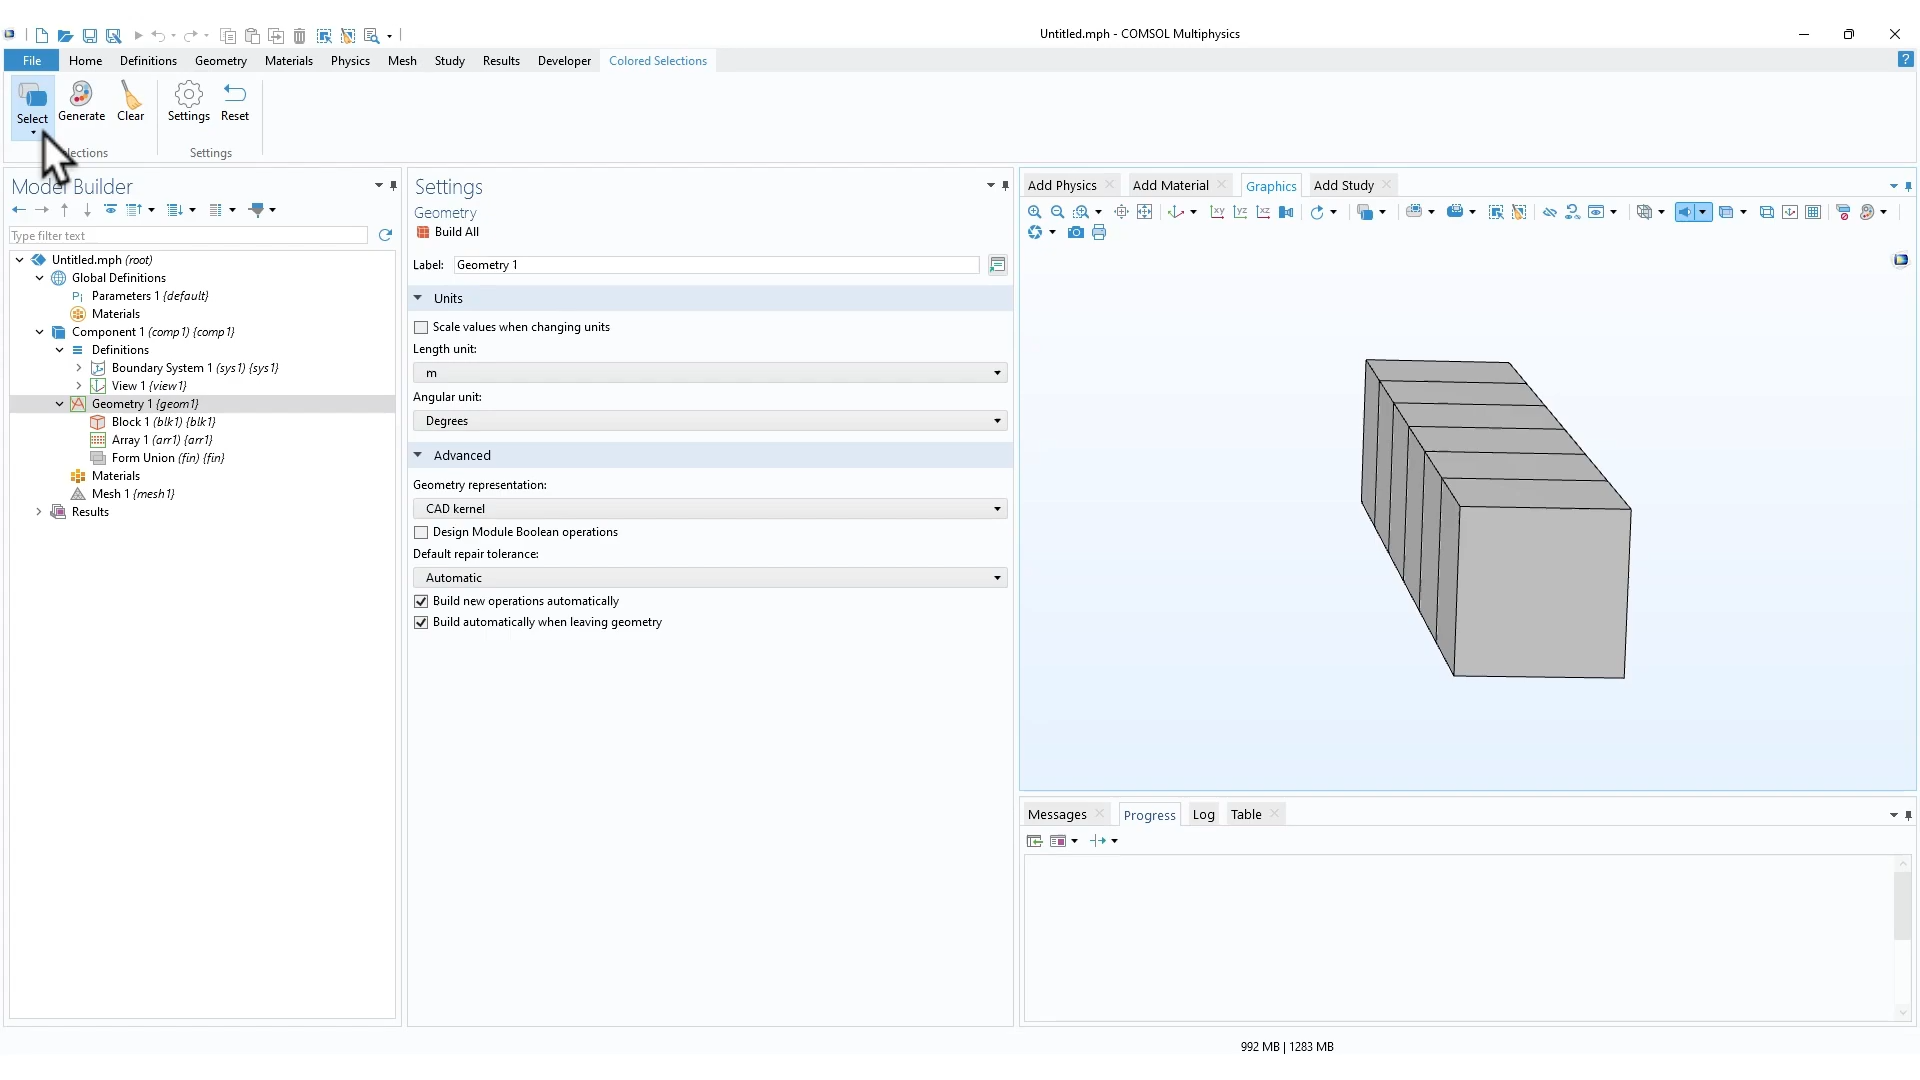 Untitled.mph - COMSOL Multiphysics
File Home Definitions Geometry Materials Physics Mesh Study Results Developer Colored Selections
?
Select Generate Clear Settings Reset
Settings
Model Builder
Type filter text
Untitled.mph (root)
Global Definitions
Pi Parameters 1 {default}
Materials
Component 1 (comp1) {comp1}
Definitions
Boundary System 1 (sys1) {sys1}
View 1 {view1}
Geometry 1 {geom1}
Block 1 (blk1) {blk1}
Array 1 (arr1) {arr1}
Form Union (fin) {fin}
Materials
Mesh 1 {mesh1}
Results
Settings
Geometry
Build All
Label: Geometry 1
Units
Scale values when changing units
Length unit:
m
Angular unit:
Degrees
Advanced
Geometry representation:
CAD kernel
Design Module Boolean operations
Default repair tolerance:
Automatic
Build new operations automatically
Build automatically when leaving geometry
Add Physics Add Material Graphics Add Study
xy yz xz
Messages Progress Log Table
992 MB | 1283 MB